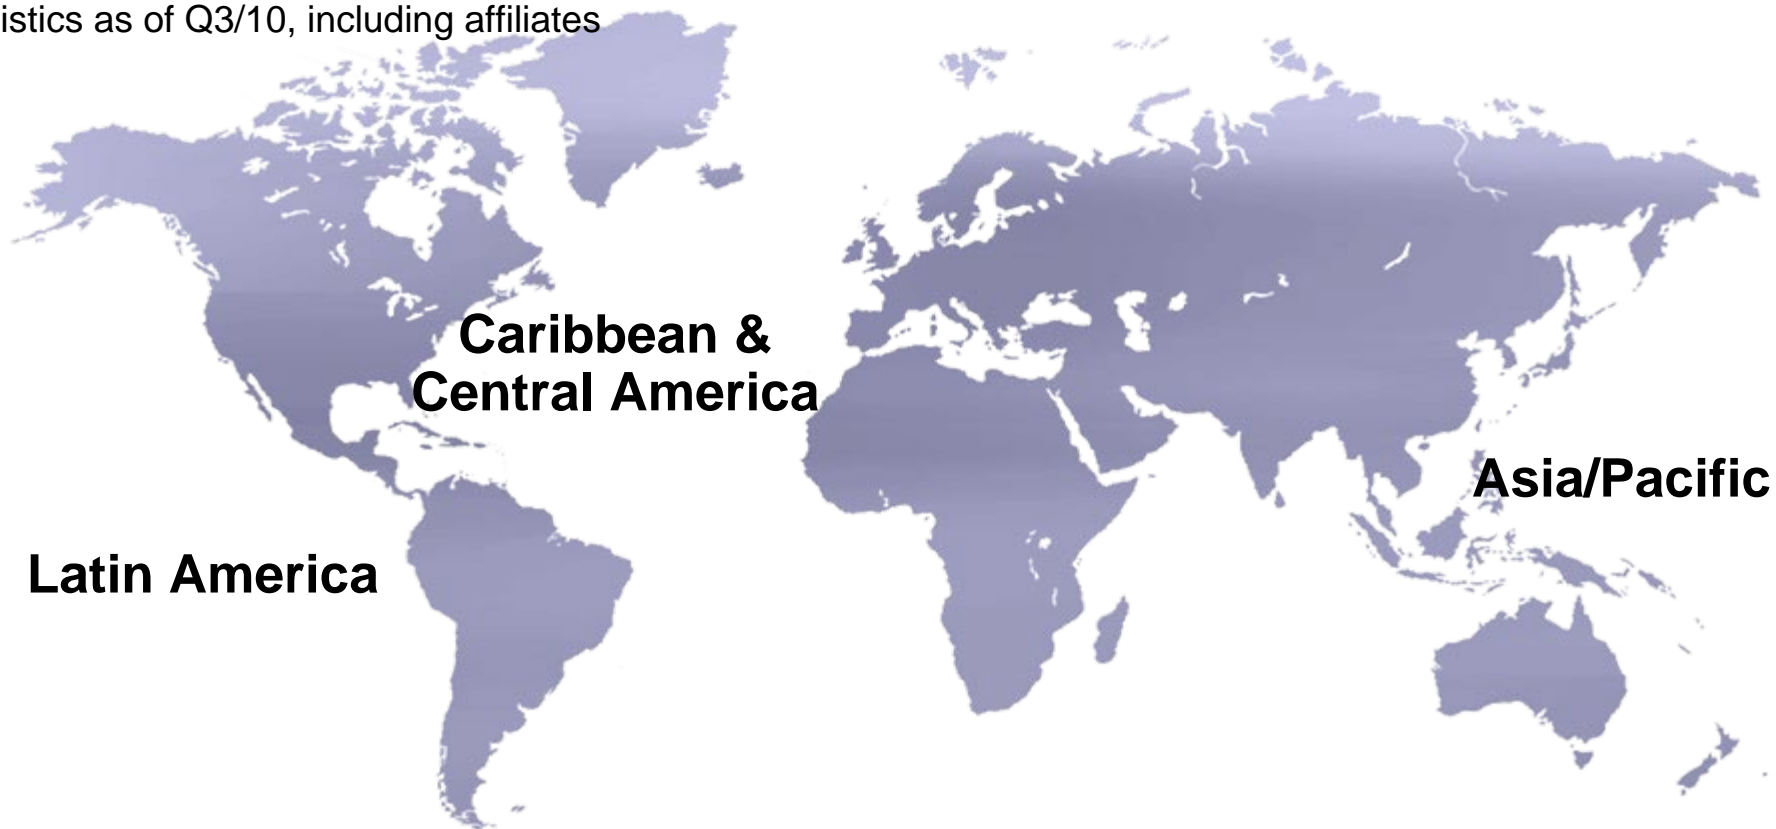 istics as of Q3/10, including affiliates
Caribbean &
Central America
Asia/Pacific
Latin America